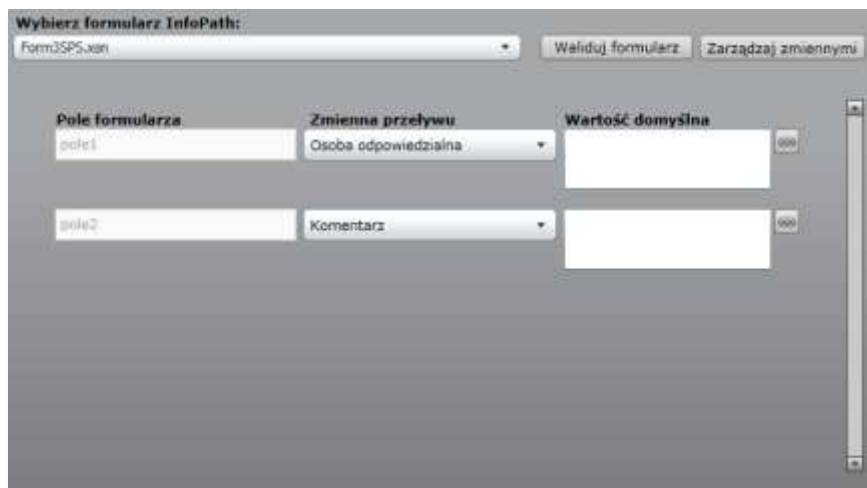 Wybierz formularz InfoPath:
Form3SPS.xsn
Waliduj formularz
Zarządzaj zmiennymi
Pole formularza Zmienna przeływu Wartość domyślna
pole1 Osoba odpowiedzialna
pole2 Komentarz